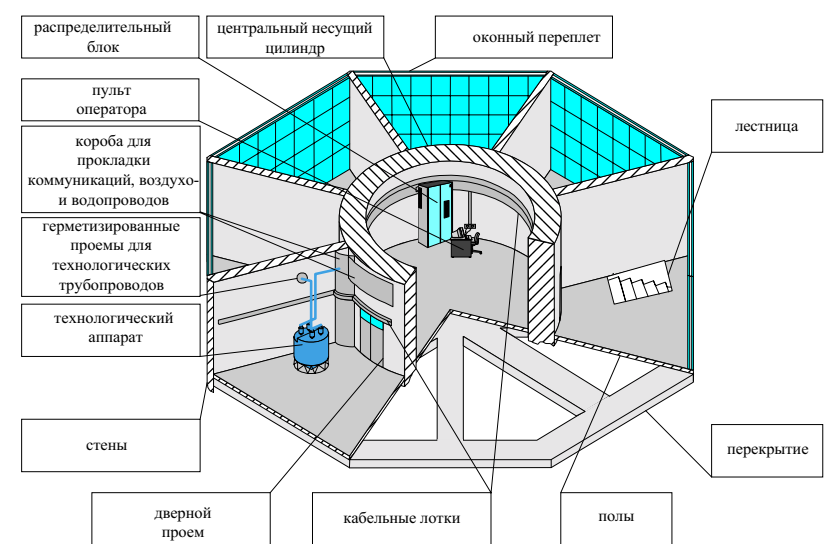 распределительный
блок
центральный несущий
цилиндр
оконный переплет
пульт
оператора
лестница
короба для
прокладки
коммуникаций, воздухо-
и водопроводов
герметизированные
проемы для
технологических
трубопроводов
технологический
аппарат
стены
перекрытие
дверной
проем
кабельные лотки
полы